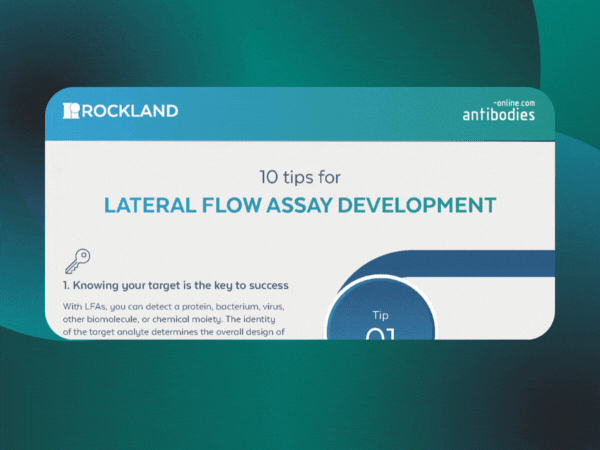 ROCKLAND
-online.com
antibodies
10 tips for
LATERAL FLOW ASSAY DEVELOPMENT
1. Knowing your target is the key to success
With LFAs, you can detect a protein, bacterium, virus,
other biomolecule, or chemical moiety. The identity
of the target analyte determines the overall design of
Tip
01